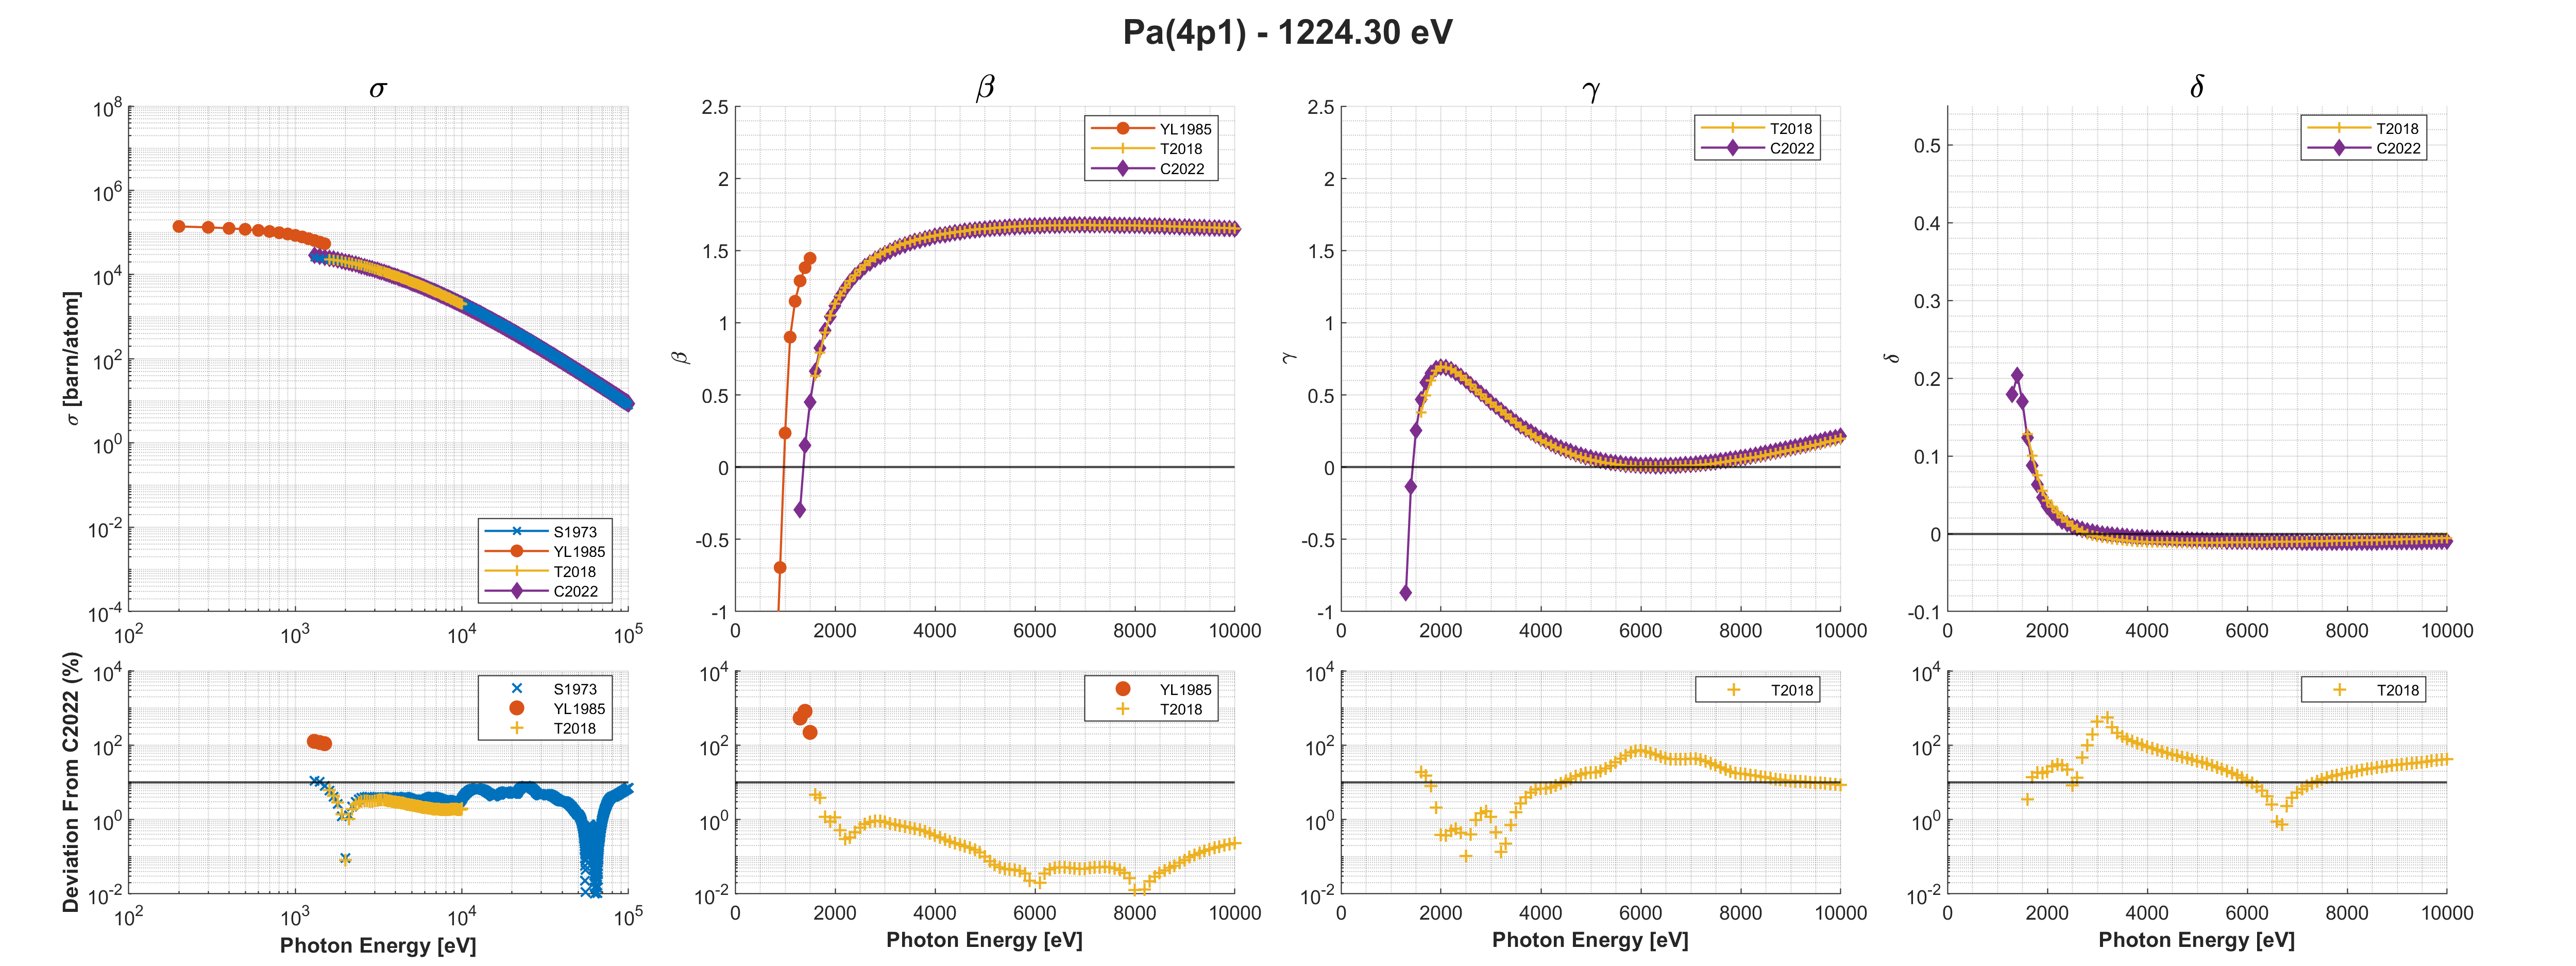 Pa(4p1) - 1224.30 eV
σ
σ [barn/atom]
10^8
10^6
10^4
10^2
10^0
10^-2
10^-4
10^2 10^3 10^4 10^5
S1973
YL1985
T2018
C2022
β
β
2.5
2
1.5
1
0.5
0
-0.5
-1
0 2000 4000 6000 8000 10000
YL1985
T2018
C2022
γ
γ
2.5
2
1.5
1
0.5
0
-0.5
-1
0 2000 4000 6000 8000 10000
T2018
C2022
δ
δ
0.5
0.4
0.3
0.2
0.1
0
-0.1
0 2000 4000 6000 8000 10000
T2018
C2022
Deviation From C2022 (%)
10^4
10^2
10^0
10^-2
10^2 10^3 10^4 10^5
Photon Energy [eV]
S1973
YL1985
T2018
10^4
10^2
10^0
10^-2
0 2000 4000 6000 8000 10000
Photon Energy [eV]
YL1985
T2018
10^4
10^2
10^0
10^-2
0 2000 4000 6000 8000 10000
Photon Energy [eV]
T2018
10^4
10^2
10^0
10^-2
0 2000 4000 6000 8000 10000
Photon Energy [eV]
T2018